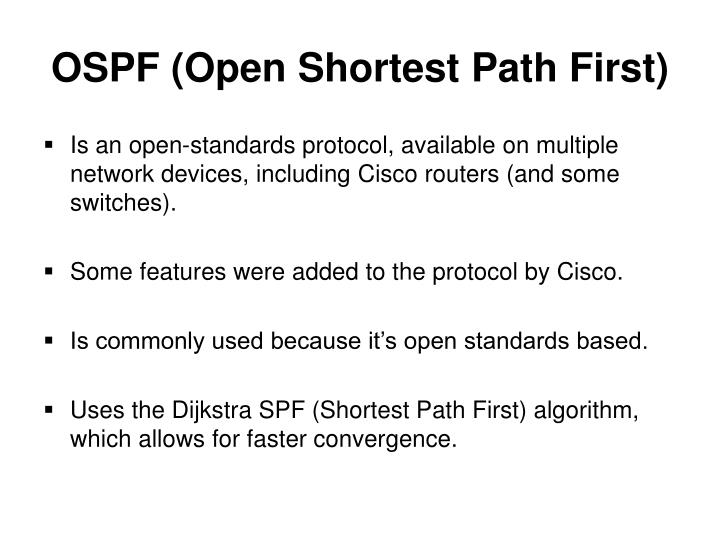 OSPF (Open Shortest Path First)
▪ Is an open-standards protocol, available on multiple
network devices, including Cisco routers (and some
switches).
▪ Some features were added to the protocol by Cisco.
▪ Is commonly used because it’s open standards based.
▪ Uses the Dijkstra SPF (Shortest Path First) algorithm,
which allows for faster convergence.